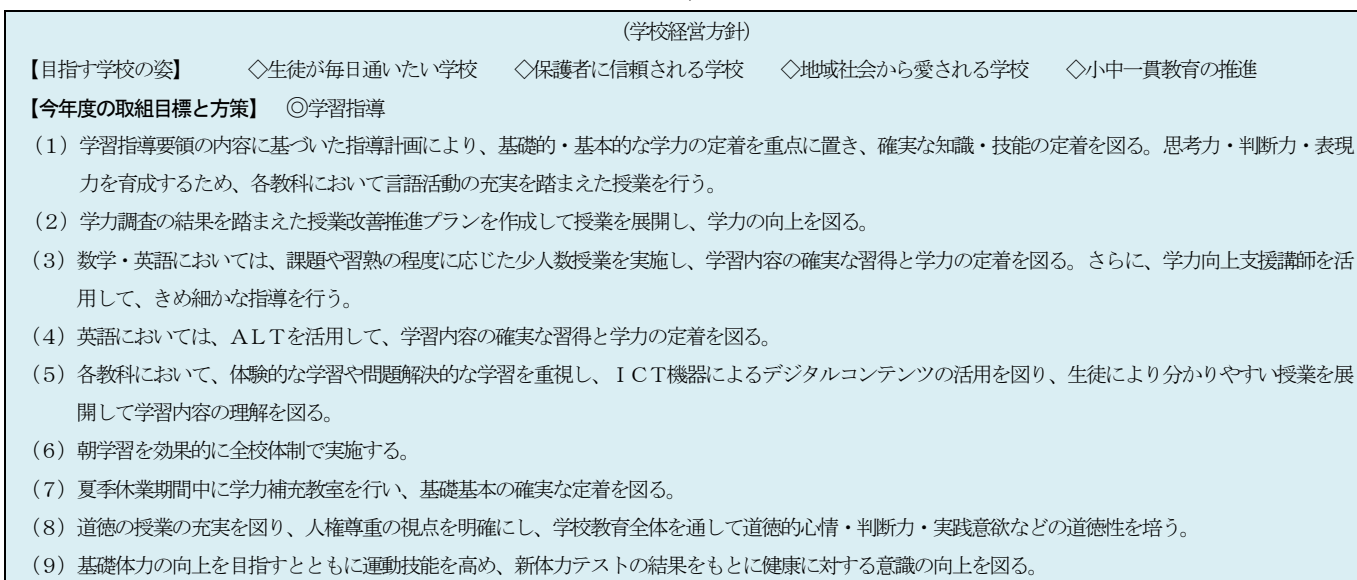 （学校経営方針）
【目指す学校の姿】　◇生徒が毎日通いたい学校　◇保護者に信頼される学校　◇地域社会から愛される学校　◇小中一貫教育の推進
【今年度の取組目標と方策】　◎学習指導
（１）学習指導要領の内容に基づいた指導計画により、基礎的・基本的な学力の定着を重点に置き、確実な知識・技能の定着を図る。思考力・判断力・表現
力を育成するため、各教科において言語活動の充実を踏まえた授業を行う。
（２）学力調査の結果を踏まえた授業改善推進プランを作成して授業を展開し、学力の向上を図る。
（３）数学・英語においては、課題や習熟の程度に応じた少人数授業を実施し、学習内容の確実な習得と学力の定着を図る。さらに、学力向上支援講師を活
用して、きめ細かな指導を行う。
（４）英語においては、ＡＬＴを活用して、学習内容の確実な習得と学力の定着を図る。
（５）各教科において、体験的な学習や問題解決的な学習を重視し、ＩＣＴ機器によるデジタルコンテンツの活用を図り、生徒により分かりやすい授業を展
開して学習内容の理解を図る。
（６）朝学習を効果的に全校体制で実施する。
（７）夏季休業期間中に学力補充教室を行い、基礎基本の確実な定着を図る。
（８）道徳の授業の充実を図り、人権尊重の視点を明確にし、学校教育全体を通して道徳的心情・判断力・実践意欲などの道徳性を培う。
（９）基礎体力の向上を目指すとともに運動技能を高め、新体力テストの結果をもとに健康に対する意識の向上を図る。